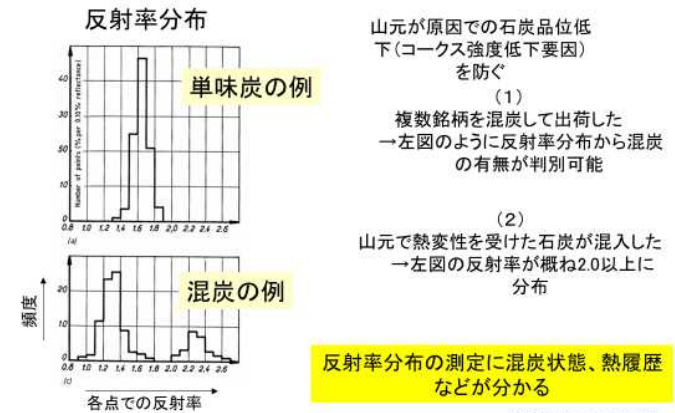 反射率分布
単味炭の例
Number of points (% per 0.10% reflectance)
40
30
50
10
0
0.8 1.0 1.2 1.4 1.6 1.8 2.0 2.2 2.4 2.6
(a)
混炭の例
頻度
20
10
0
0.8 1.0 1.2 1.4 1.6 1.8 2.0 2.2 2.4 2.6
(c)
各点での反射率
山元が原因での石炭品位低
下(コークス強度低下要因)
を防ぐ
(1)
複数銘柄を混炭して出荷した
→左図のように反射率分布から混炭
の有無が判別可能
(2)
山元で熱変性を受けた石炭が混入した
→左図の反射率が概ね2.0以上に
分布
反射率分布の測定に混炭状態、熱履歴
などが分かる